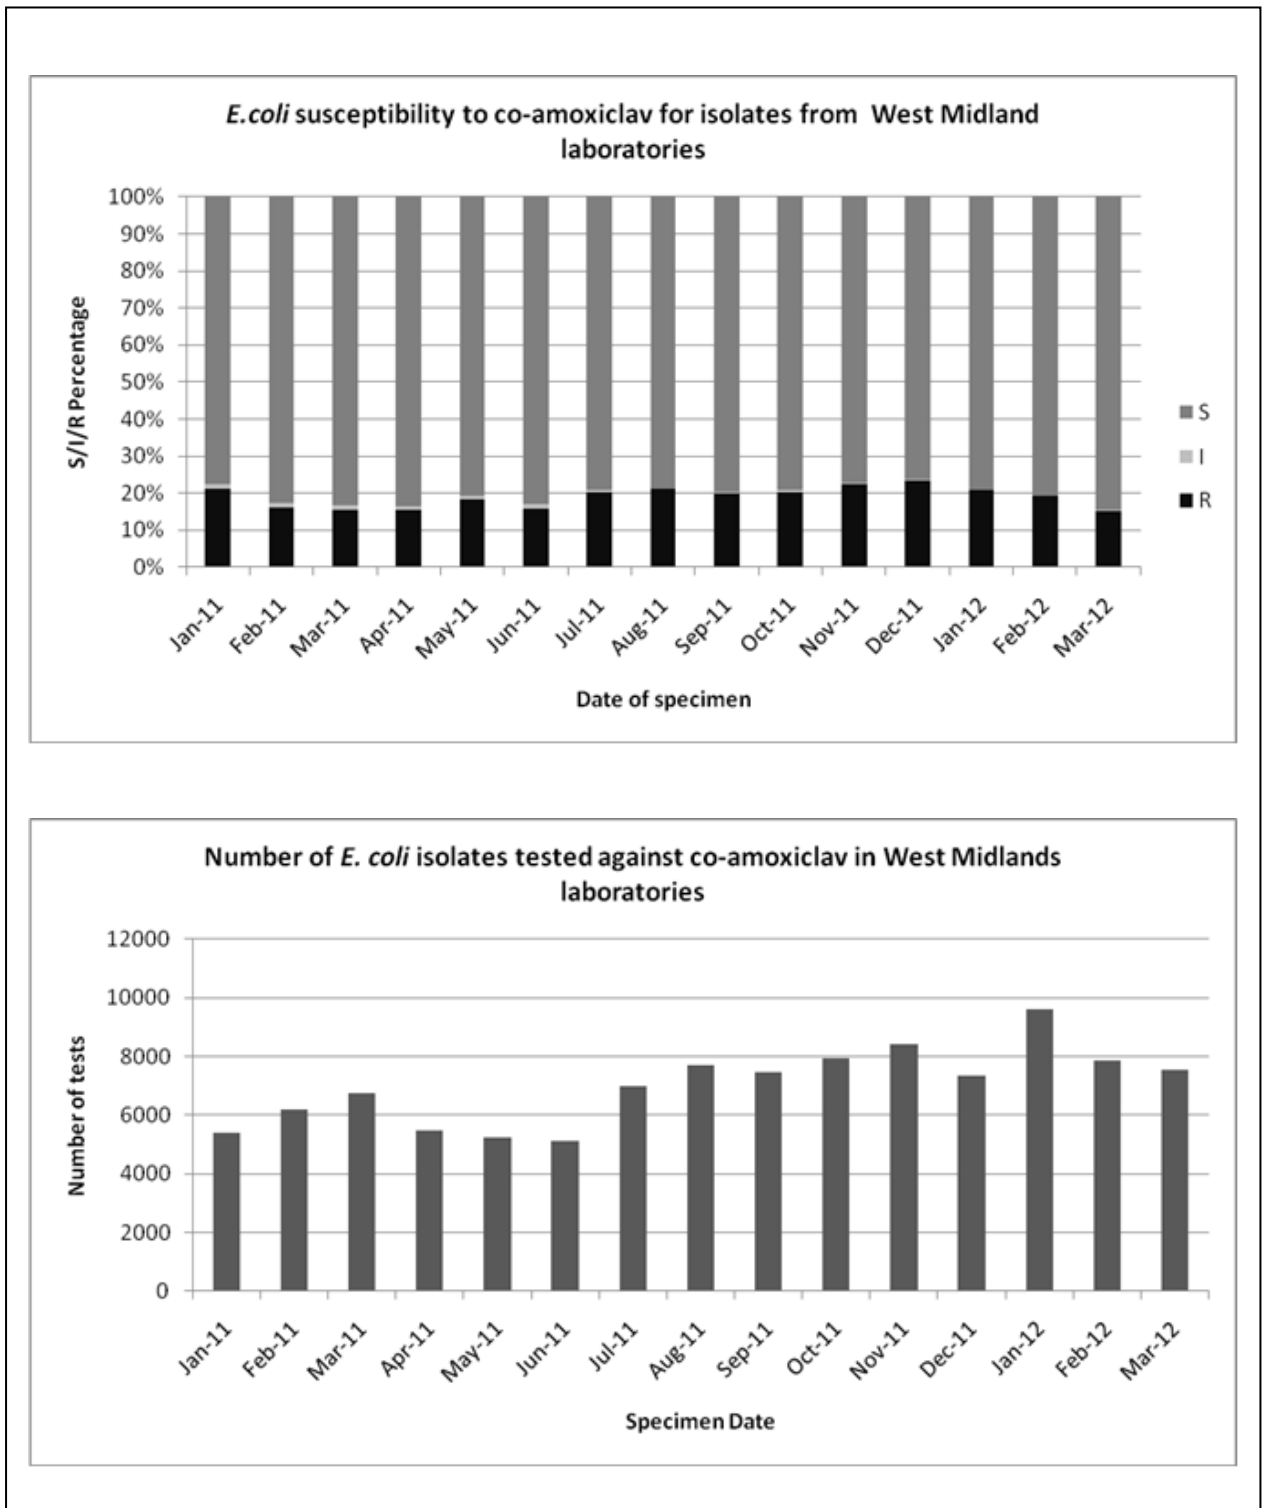 E.coli susceptibility to co-amoxiclav for isolates from West Midland
laboratories
100%
90%
80%
70%
60%
50%
40%
30%
20%
10%
0%
S/I/R Percentage
S
I
R
Jan-11
Feb-11
Mar-11
Apr-11
May-11
Jun-11
Jul-11
Aug-11
Sep-11
Oct-11
Nov-11
Dec-11
Jan-12
Feb-12
Mar-12
Date of specimen
Number of E. coli isolates tested against co-amoxiclav in West Midlands
laboratories
12000
10000
8000
6000
4000
2000
0
Number of tests
Jan-11
Feb-11
Mar-11
Apr-11
May-11
Jun-11
Jul-11
Aug-11
Sep-11
Oct-11
Nov-11
Dec-11
Jan-12
Feb-12
Mar-12
Specimen Date